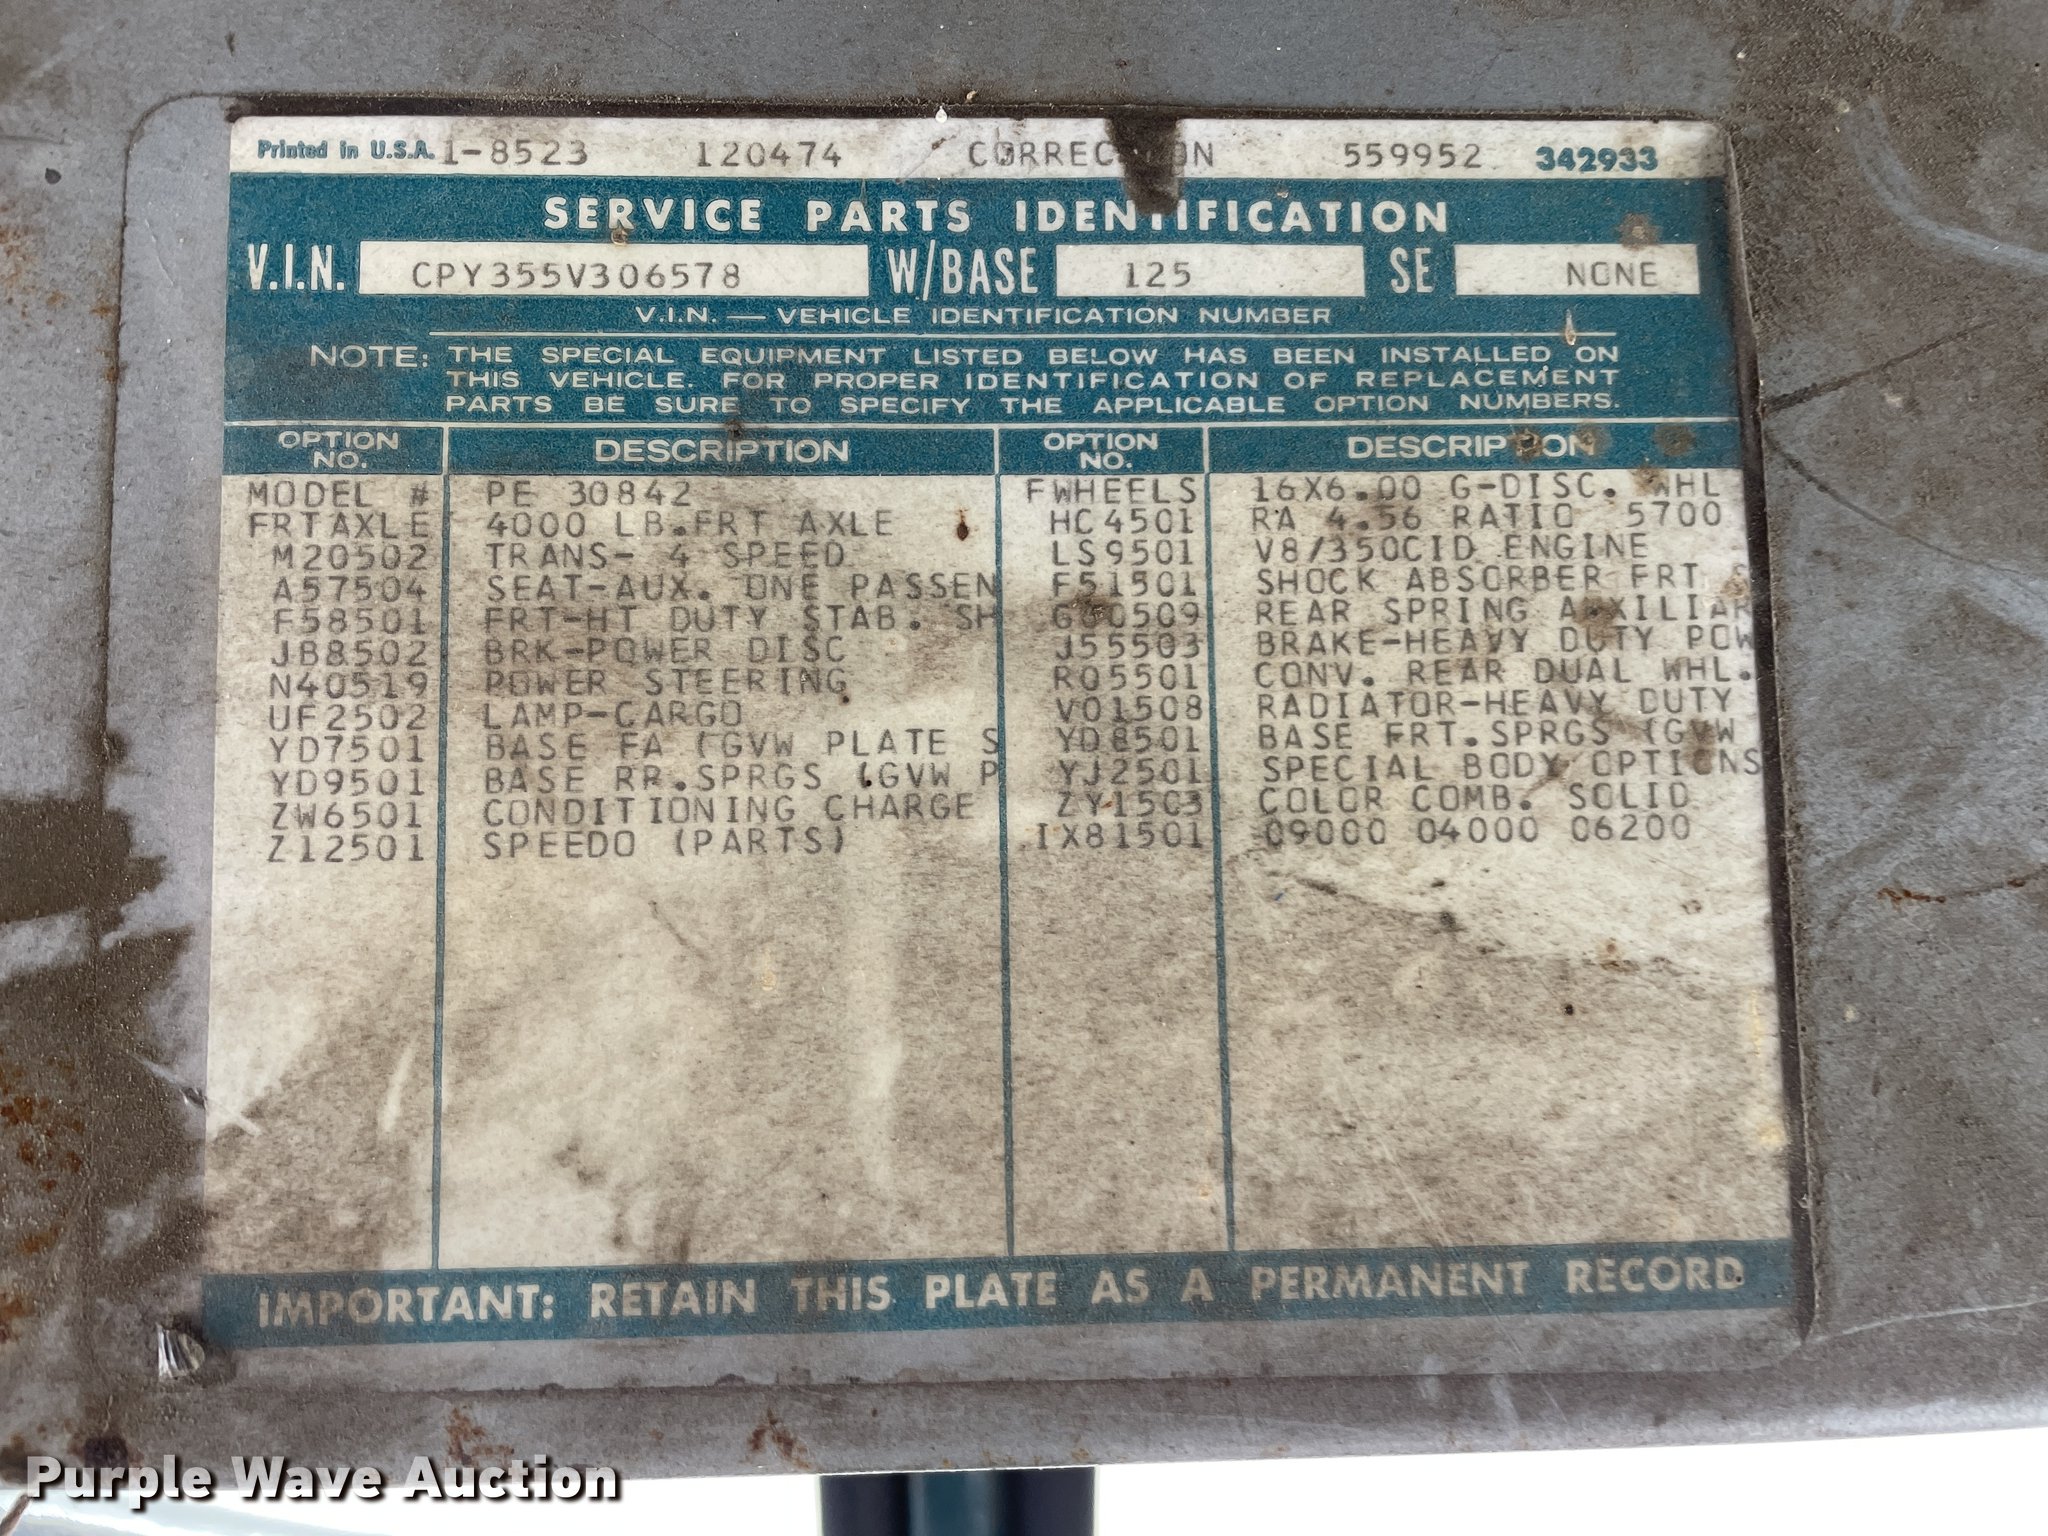 Printed in U.S.A. 1-8523 120474 CORREC ON 559952 342933
SERVICE PARTS IDENTIFICATION
V.I.N. CPY355V306578 W/BASE 125 SE NONE
V.I.N. — VEHICLE IDENTIFICATION NUMBER
NOTE: THE SPECIAL EQUIPMENT LISTED BELOW HAS BEEN INSTALLED ON
THIS VEHICLE. FOR PROPER IDENTIFICATION OF REPLACEMENT
PARTS BE SURE TO SPECIFY THE APPLICABLE OPTION NUMBERS.
OPTION NO. DESCRIPTION OPTION NO. DESCRIPTION
MODEL # PE 30842 FWHEELS 16X6.00 G-DISC. WHL
FRTAXLE 4000 LB.FRT AXLE HC4501 RA 4.56 RATIO 5700
M20502 TRANS- 4 SPEED LS9501 V8/350CID ENGINE
A57504 SEAT-AUX. ONE PASSEN F51501 SHOCK ABSORBER FRT S
F58501 FRT-HT DUTY STAB. SH G60509 REAR SPRING AUXILIAR
JB8502 BRK-POWER DISC J55503 BRAKE-HEAVY DUTY POW
N40519 POWER STEERING R05501 CONV. REAR DUAL WHL.
UF2502 LAMP-CARGO V01508 RADIATOR-HEAVY DUTY
YD7501 BASE FA (GVW PLATE S YD8501 BASE FRT.SPRGS (GVW
YD9501 BASE RR.SPRGS (GVW P YJ2501 SPECIAL BODY OPTIONS
ZW6501 CONDITIONING CHARGE ZY1503 COLOR COMB. SOLID
Z12501 SPEEDO (PARTS) IX81501 09000 04000 06200
IMPORTANT: RETAIN THIS PLATE AS A PERMANENT RECORD
Purple Wave Auction